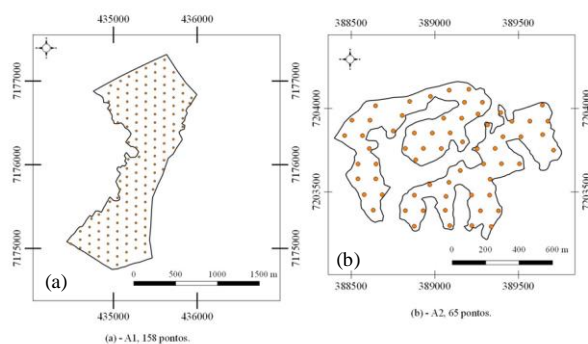 435000 436000
7177000 7177000
7176000 7176000
7175000 7175000
(a)
0 500 1000 1500 m
435000 436000
(a) - A1, 158 pontos.
388500 389000 389500
7204000 7204000
7203500 7203500
0 200 400 600 m
(b)
388500 389000 389500
(b) - A2, 65 pontos.